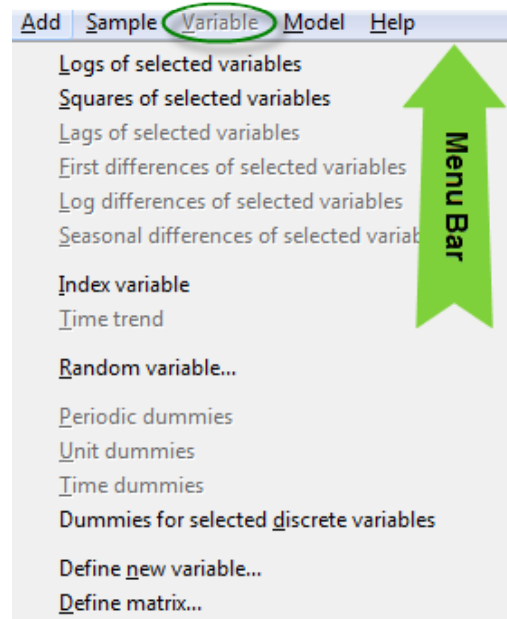 Add Sample Variable Model Help
Logs of selected variables
Squares of selected variables
Lags of selected variables
First differences of selected variables
Log differences of selected variables
Seasonal differences of selected variab
Index variable
Time trend
Random variable...
Periodic dummies
Unit dummies
Time dummies
Dummies for selected discrete variables
Define new variable...
Define matrix...
Menu Bar